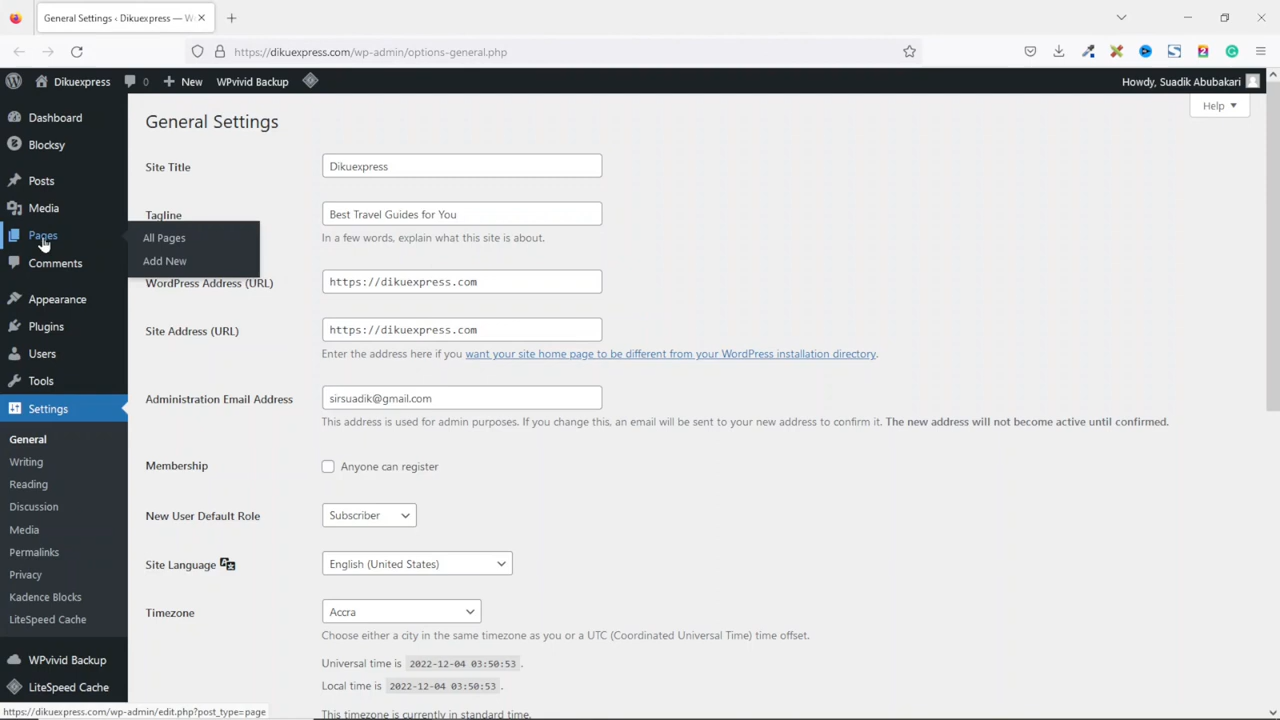 General Settings ‹ Dikuexpress — W
https://dikuexpress.com/wp-admin/options-general.php
Dikuexpress 0 New WPvivid Backup
Howdy, Suadik Abubakari
Help
Dashboard
Blocksy
Posts
Media
Pages
All Pages
Add New
Comments
Appearance
Plugins
Users
Tools
Settings
General
Writing
Reading
Discussion
Media
Permalinks
Privacy
Kadence Blocks
LiteSpeed Cache
WPvivid Backup
LiteSpeed Cache
General Settings
Site Title Dikuexpress
Tagline Best Travel Guides for You
In a few words, explain what this site is about.
WordPress Address (URL) https://dikuexpress.com
Site Address (URL) https://dikuexpress.com
Enter the address here if you want your site home page to be different from your WordPress installation directory.
Administration Email Address sirsuadik@gmail.com
This address is used for admin purposes. If you change this, an email will be sent to your new address to confirm it. The new address will not become active until confirmed.
Membership Anyone can register
New User Default Role Subscriber
Site Language English (United States)
Timezone Accra
Choose either a city in the same timezone as you or a UTC (Coordinated Universal Time) time offset.
Universal time is 2022-12-04 03:50:53 .
Local time is 2022-12-04 03:50:53 .
This timezone is currently in standard time.
https://dikuexpress.com/wp-admin/edit.php?post_type=page